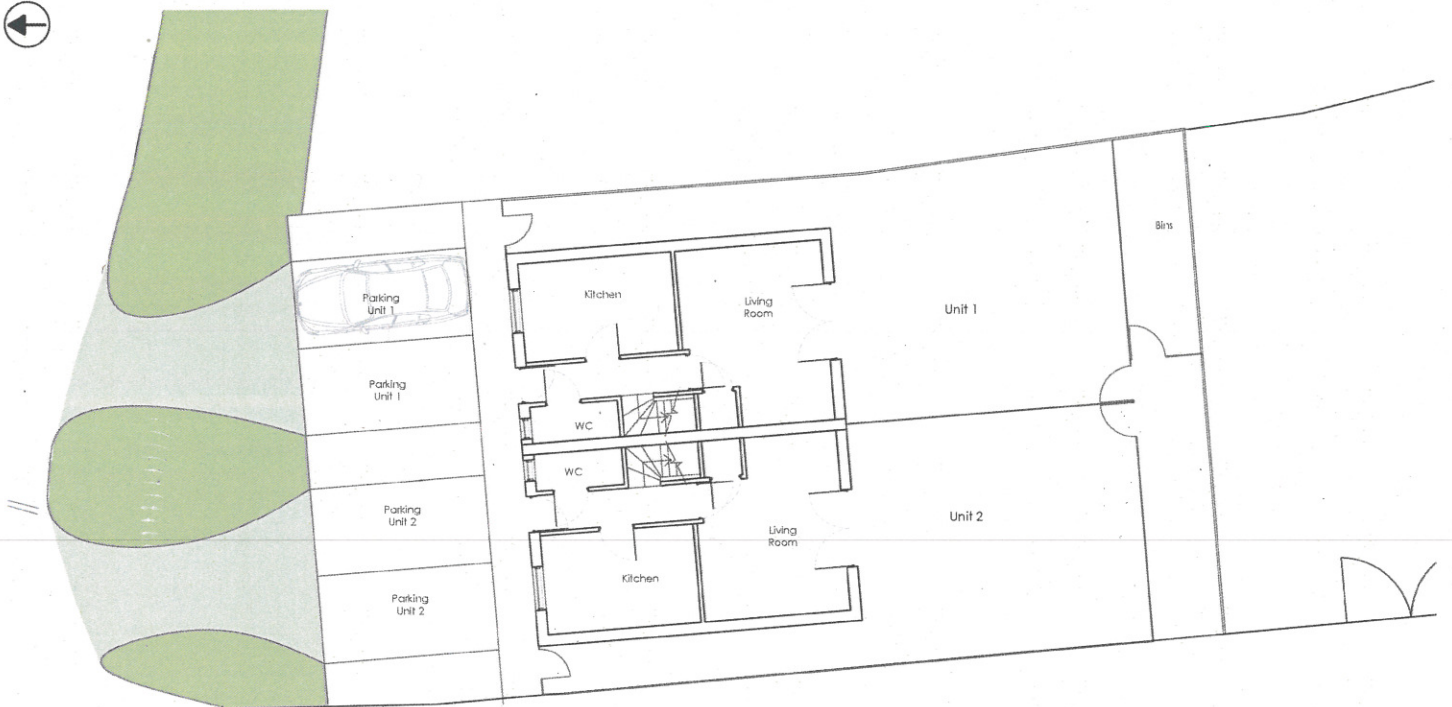 Bins
Kitchen
Living
Room
Unit 1
Parking
Unit 1
Parking
Unit 1
WC
WC
Parking
Unit 2
Living
Room
Unit 2
Kitchen
Parking
Unit 2